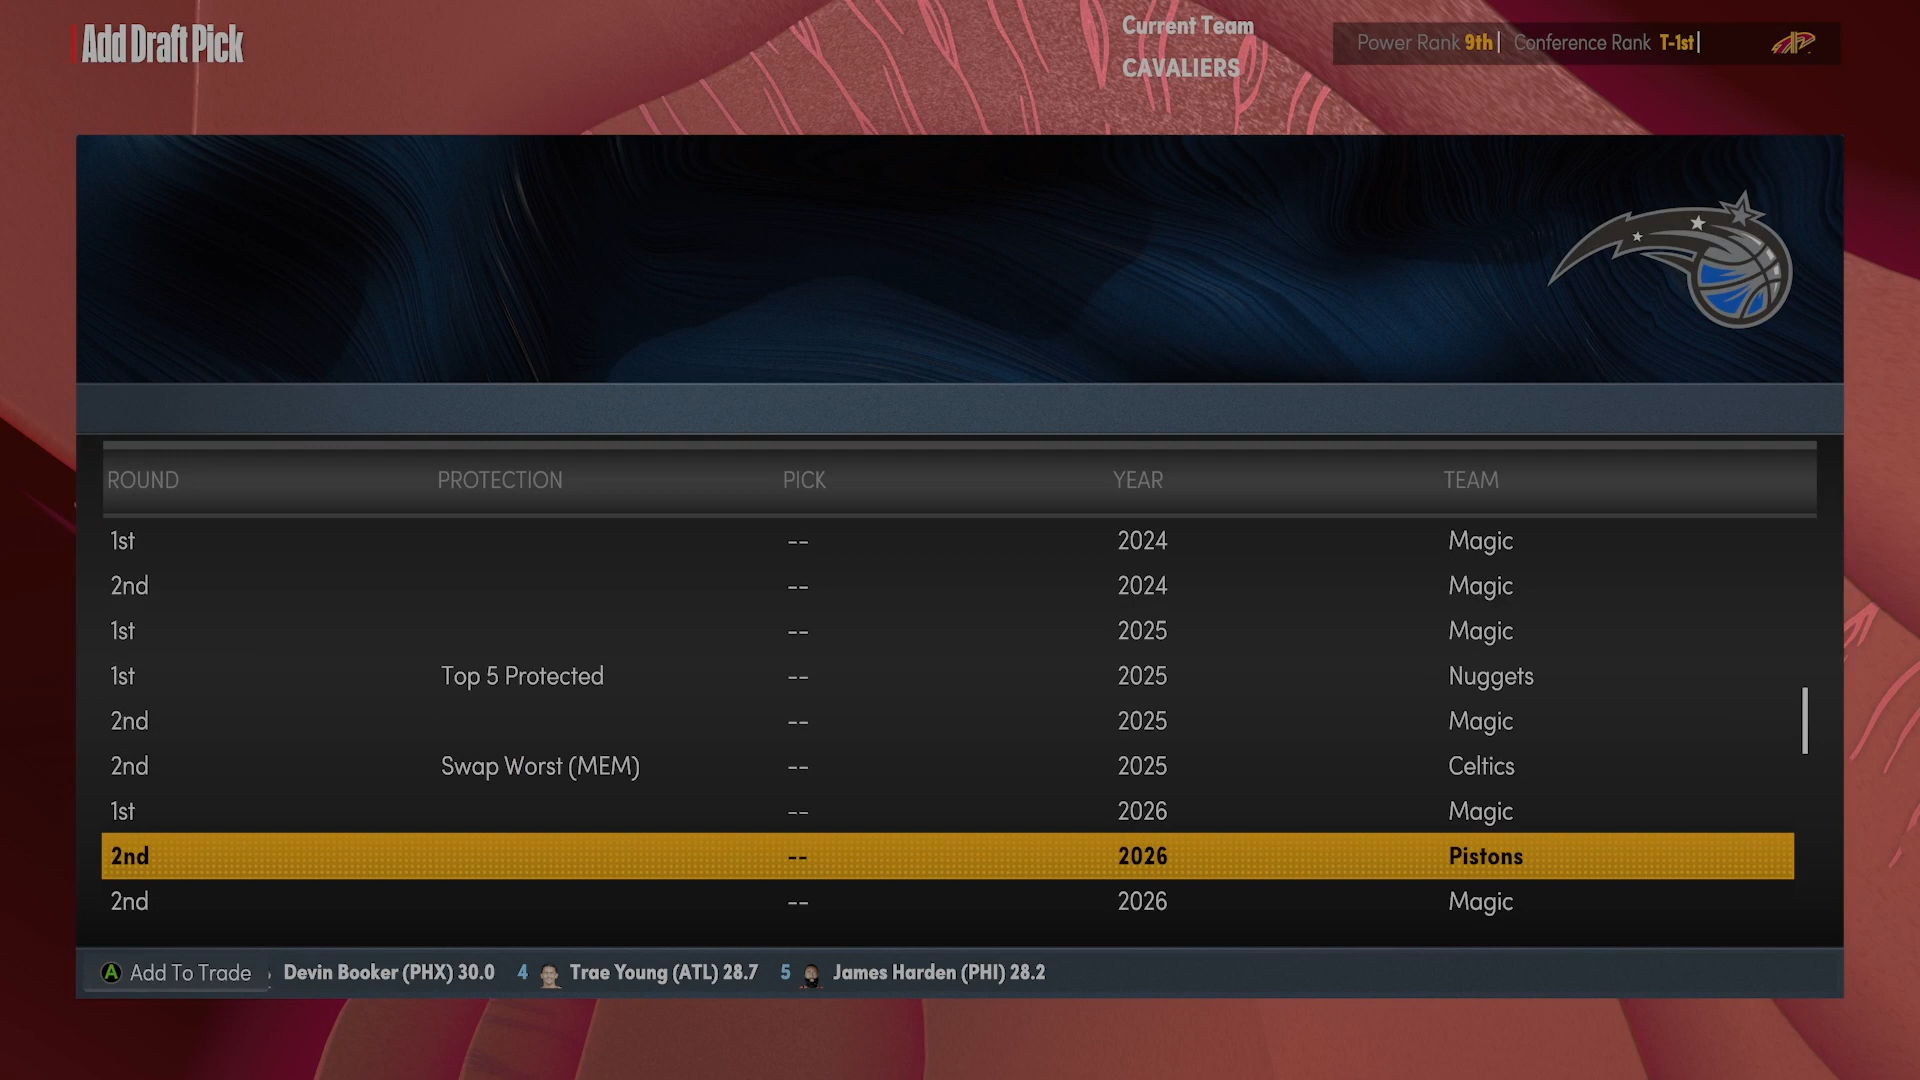 Add Draft Pick
Current Team
CAVALIERS
Power Rank 9th | Conference Rank T-1st |
ROUND PROTECTION PICK YEAR TEAM
1st -- 2024 Magic
2nd -- 2024 Magic
1st -- 2025 Magic
1st Top 5 Protected -- 2025 Nuggets
2nd -- 2025 Magic
2nd Swap Worst (MEM) -- 2025 Celtics
1st -- 2026 Magic
2nd -- 2026 Pistons
2nd -- 2026 Magic
A Add To Trade Devin Booker (PHX) 30.0 4 Trae Young (ATL) 28.7 5 James Harden (PHI) 28.2